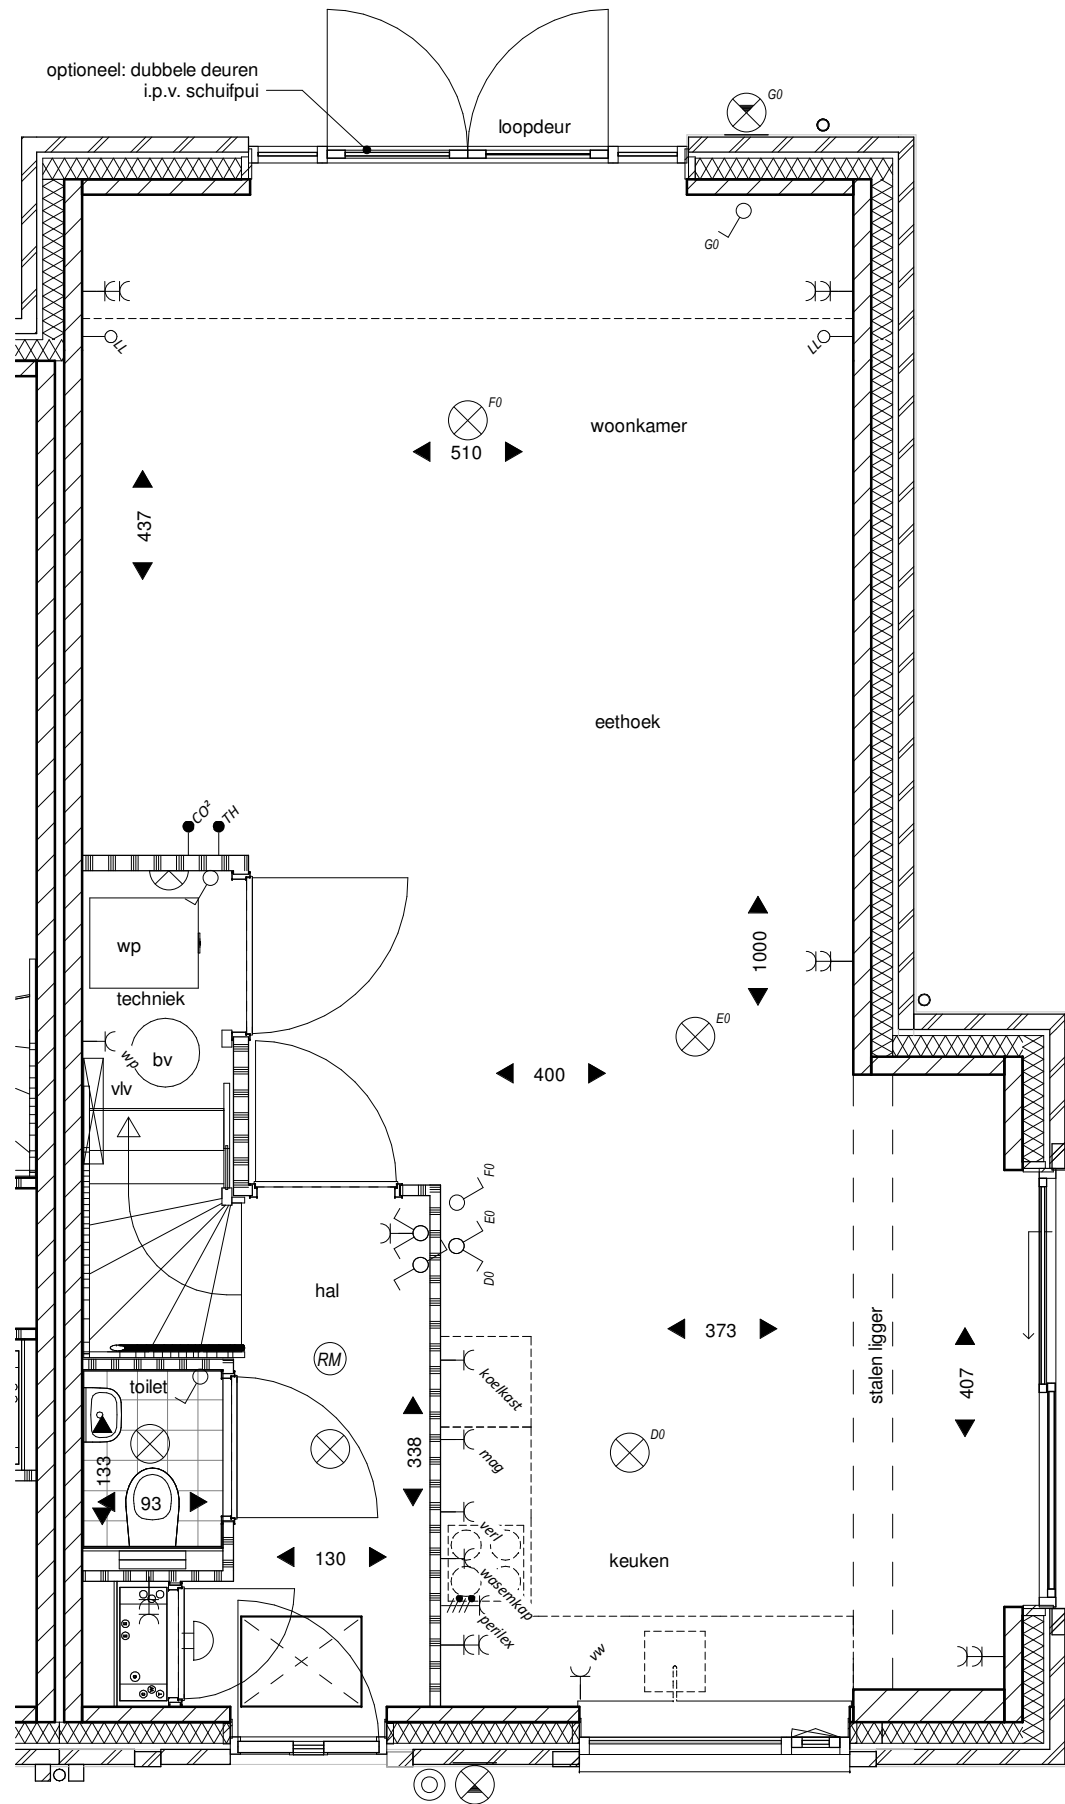 optioneel: dubbele deuren
i.p.v. schuifpui
loopdeur
G0
G0
LL
LL
F0
woonkamer
510
437
eethoek
CO²
TH
wp
techniek
1000
wp
bv
E0
vlv
400
F0
E0
D0
hal
stalen ligger
373
407
RM
koelkast
toilet
338
mag
D0
133
93
verl
130
keuken
wasemkap
perilex
vw